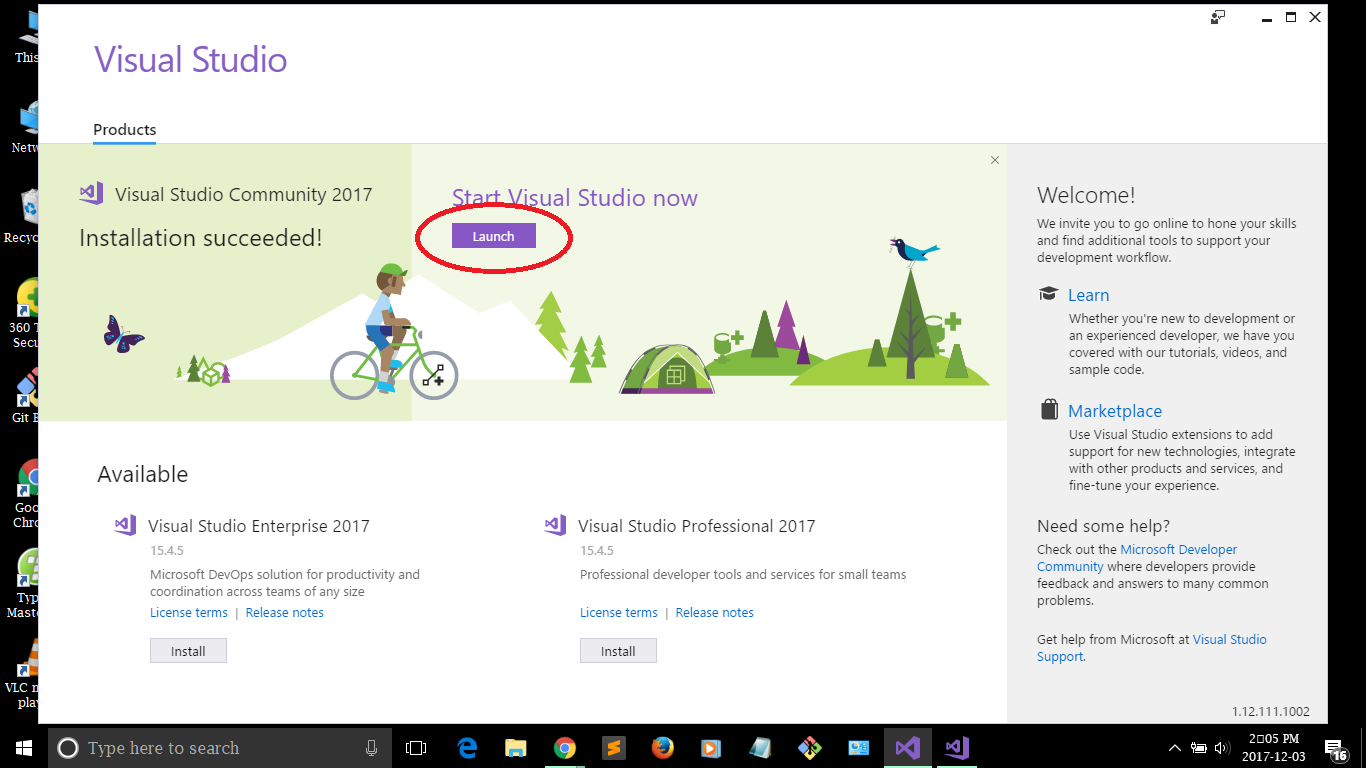 This
Netw
Recyc
360 T
Secu
Git B
Goo
Chro
Typ
Mast
VLC m
play
Visual Studio
Products
Visual Studio Community 2017
Installation succeeded!
Start Visual Studio now
Launch
Available
Visual Studio Enterprise 2017
15.4.5
Microsoft DevOps solution for productivity and
coordination across teams of any size
License terms | Release notes
Install
Visual Studio Professional 2017
15.4.5
Professional developer tools and services for small teams
License terms | Release notes
Install
Welcome!
We invite you to go online to hone your skills
and find additional tools to support your
development workflow.
Learn
Whether you're new to development or
an experienced developer, we have you
covered with our tutorials, videos, and
sample code.
Marketplace
Use Visual Studio extensions to add
support for new technologies, integrate
with other products and services, and
fine-tune your experience.
Need some help?
Check out the Microsoft Developer
Community where developers provide
feedback and answers to many common
problems.
Get help from Microsoft at Visual Studio
Support.
1.12.111.1002
Type here to search
2▯05 PM
2017-12-03
16